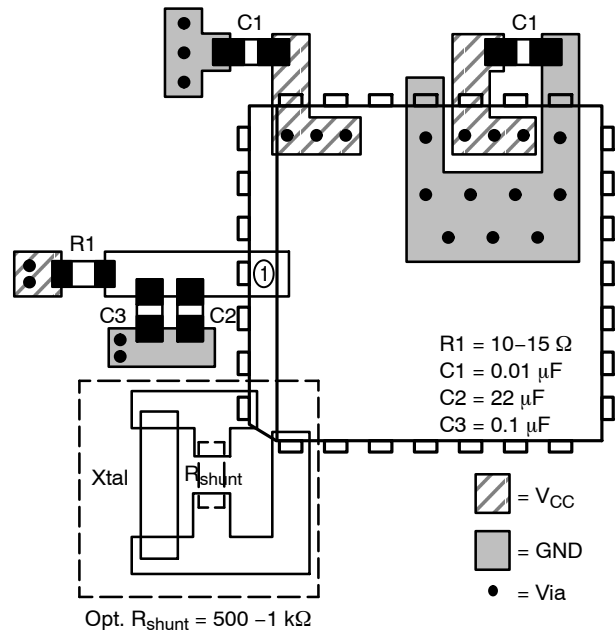 C1
C1
R1
1
C3
C2
R1 = 10–15 Ω
C1 = 0.01 μF
C2 = 22 μF
C3 = 0.1 μF
Xtal
Rshunt
= VCC
= GND
= Via
Opt. Rshunt = 500 –1 kΩ